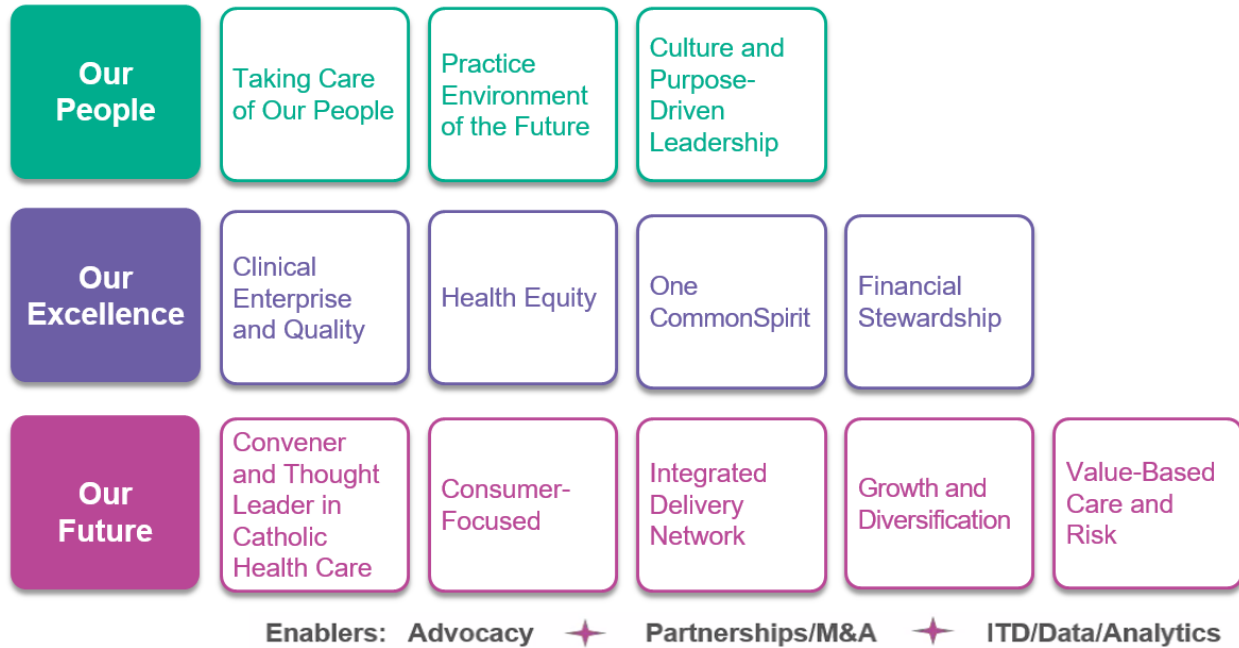 Our
People
Taking Care
of Our People
Practice
Environment
of the Future
Culture and
Purpose-
Driven
Leadership
Our
Excellence
Clinical
Enterprise
and Quality
Health Equity
One
CommonSpirit
Financial
Stewardship
Our
Future
Convener
and Thought
Leader in
Catholic
Health Care
Consumer-
Focused
Integrated
Delivery
Network
Growth and
Diversification
Value-Based
Care and
Risk
Enablers: Advocacy Partnerships/M&A ITD/Data/Analytics